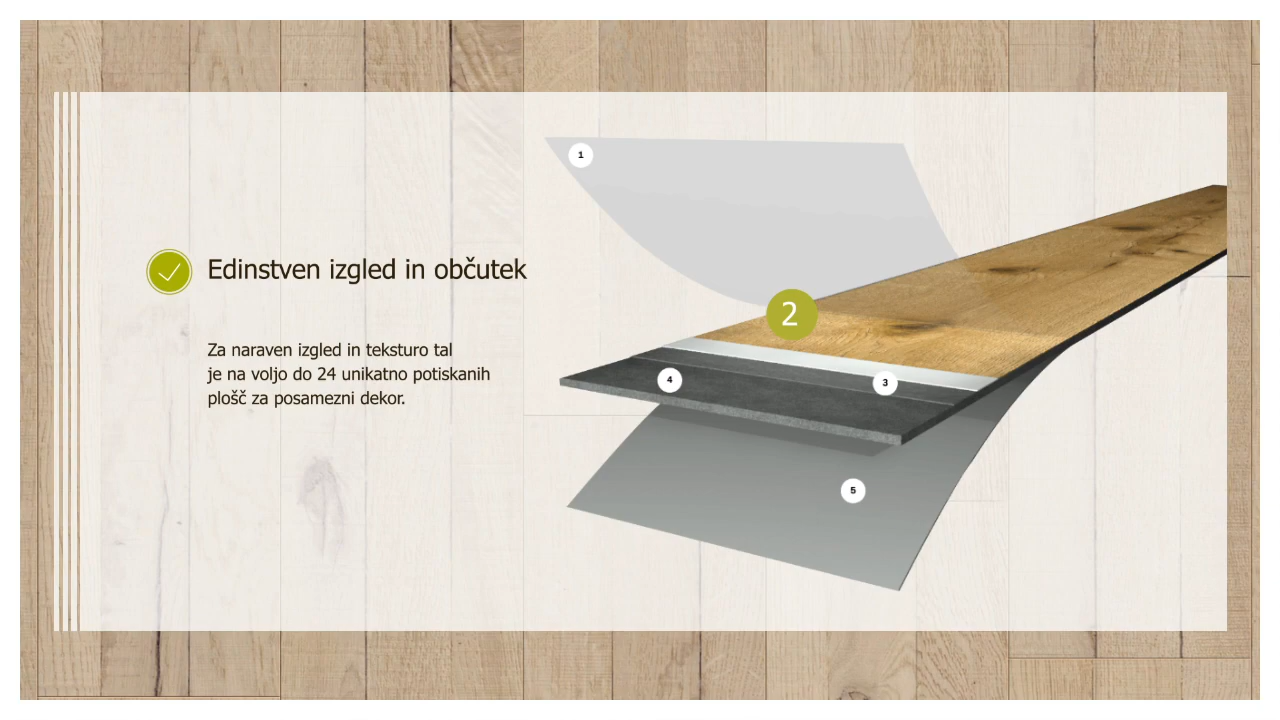 Edinstven izgled in občutek
Za naraven izgled in teksturo tal
je na voljo do 24 unikatno potiskanih
plošč za posamezni dekor.
1
2
3
4
5